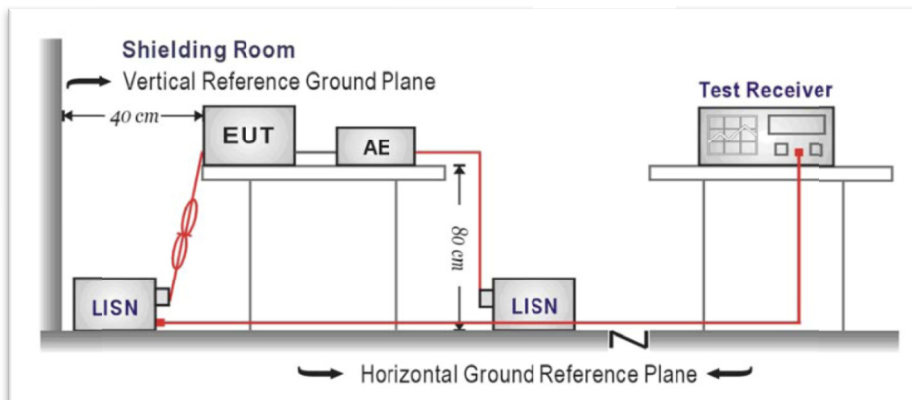 Shielding Room
Vertical Reference Ground Plane
Test Receiver
40 cm
EUT
AE
80 cm
LISN
LISN
Horizontal Ground Reference Plane